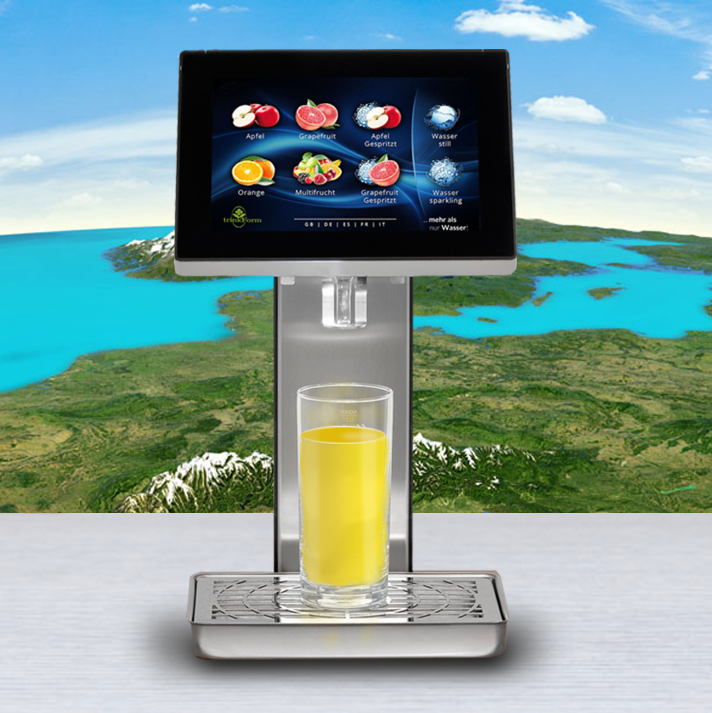 Apfel
Grapefruit
Apfel
Gespritzt
Wasser
still
Orange
Multifrucht
Grapefruit
Gespritzt
Wasser
sparkling
trinkform
GB | DE | ES | FR | IT
...mehr als
nur Wasser!